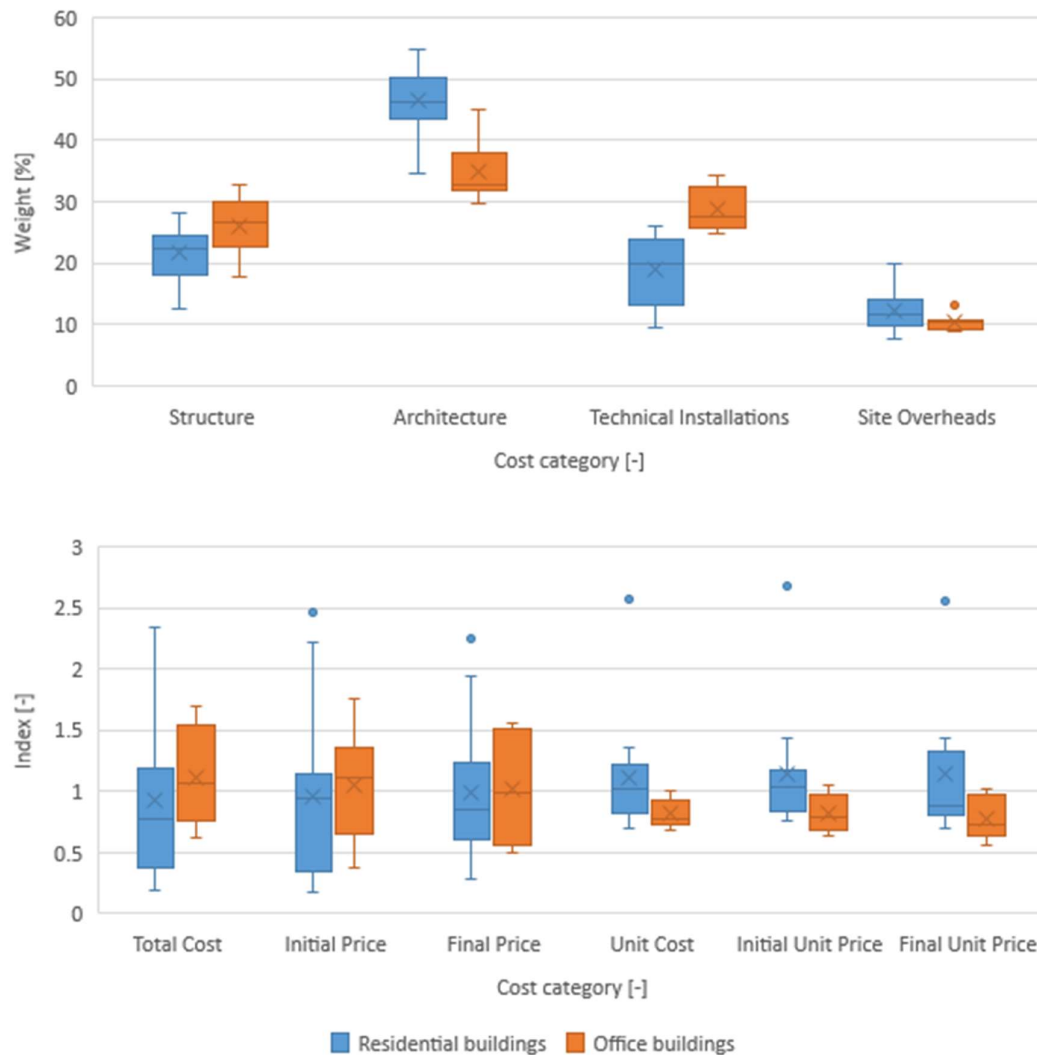 60
50
40
30
20
10
0
Weight [%]
Structure Architecture Technical Installations Site Overheads
Cost category [-]
3
2.5
2
1.5
1
0.5
0
Index [-]
Total Cost Initial Price Final Price Unit Cost Initial Unit Price Final Unit Price
Cost category [-]
Residential buildings Office buildings